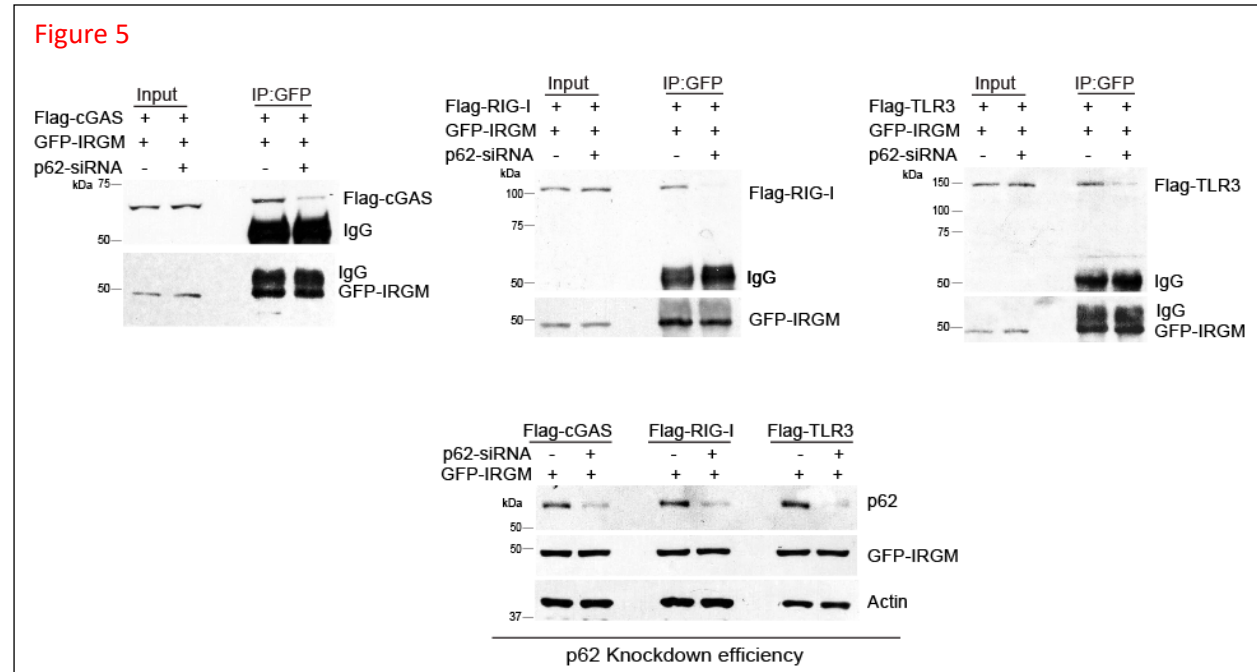 Figure 5
Input IP:GFP
Flag-cGAS + + + +
GFP-IRGM + + + +
p62-siRNA - + - +
kDa 75
Flag-cGAS
IgG
50
IgG
50
GFP-IRGM
Input IP:GFP
Flag-RIG-I + + + +
GFP-IRGM + + + +
p62-siRNA - + - +
kDa
100
Flag-RIG-I
75
50
IgG
50
GFP-IRGM
Input IP:GFP
Flag-TLR3 + + + +
GFP-IRGM + + + +
p62-siRNA - + - +
kDa
150
Flag-TLR3
100
75
50
IgG
IgG
50
GFP-IRGM
Flag-cGAS Flag-RIG-I Flag-TLR3
p62-siRNA - + - + - +
GFP-IRGM + + + + + +
kDa
p62
50
50
GFP-IRGM
Actin
37
p62 Knockdown efficiency